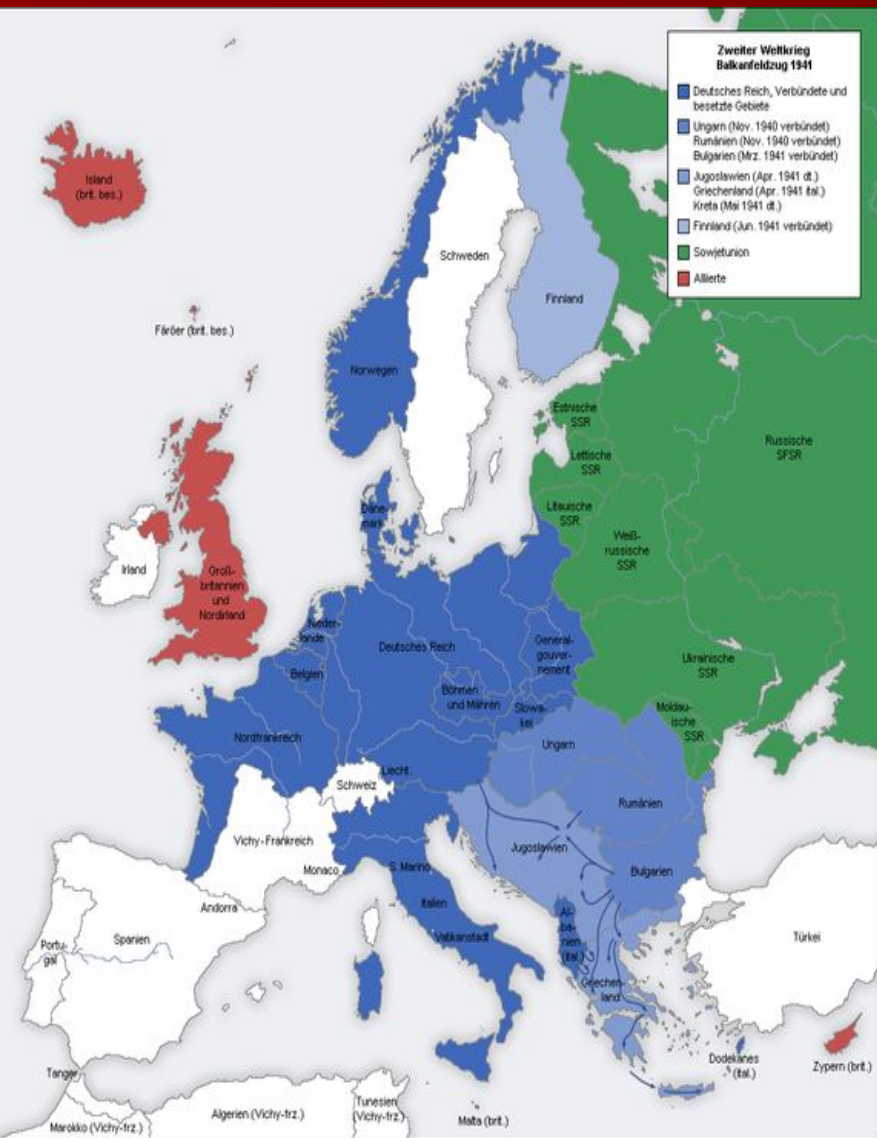 Zweiter Weltkrieg
Balkanfeldzug 1941
Deutsches Reich, Verbündete und
besetzte Gebiete
Ungarn (Nov. 1940 verbündet)
Rumänien (Nov. 1940 verbündet)
Bulgarien (Mrz. 1941 verbündet)
Jugoslawien (Apr. 1941 dt.)
Griechenland (Apr. 1941 ital.)
Kreta (Mai 1941 dt.)
Finnland (Jun. 1941 verbündet)
Sowjetunion
Alliierte
Island
(brit. bes.)
Schweden
Finnland
Färöer (brit. bes.)
Norwegen
Estnische
SSR
Russische
SFSR
Lettische
SSR
Däne-
mark
Litauische
SSR
Weiß-
russische
SSR
Irland
Groß-
britannien
und
Nordirland
Nieder-
lande
Deutsches Reich
General-
gouver-
nement
Belgien
Ukrainische
SSR
Böhmen
und Mähren
Slowa-
kei
Moldau-
ische
SSR
Nordfrankreich
Ungarn
Liecht.
Schweiz
Rumänien
Vichy-Frankreich
Jugoslawien
Monaco
S. Marino
Bulgarien
Andorra
Italien
Al-
ba-
nien
(ital.)
Portu-
gal
Spanien
Vatikanstadt
Türkei
Griechen-
land
Dodekanes
(ital.)
Zypern (brit.)
Tanger
Marokko (Vichy-frz.)
Algerien (Vichy-frz.)
Tunesien
(Vichy-frz.)
Malta (brit.)